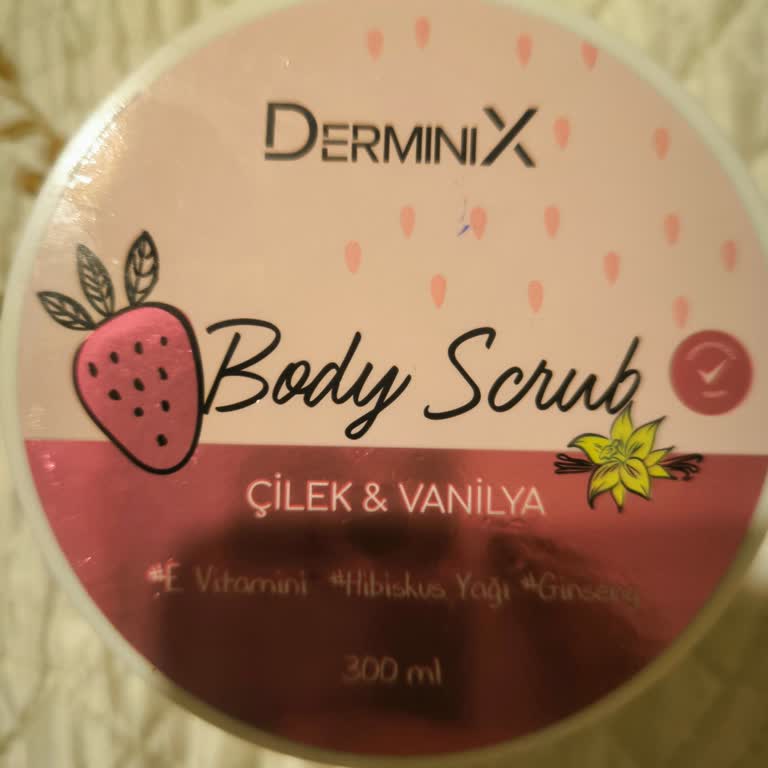 DERMINIX
Body Scrub
ÇİLEK & VANİLYA
#E Vitamini #Hibiskus Yağı #Ginseng
300 ml